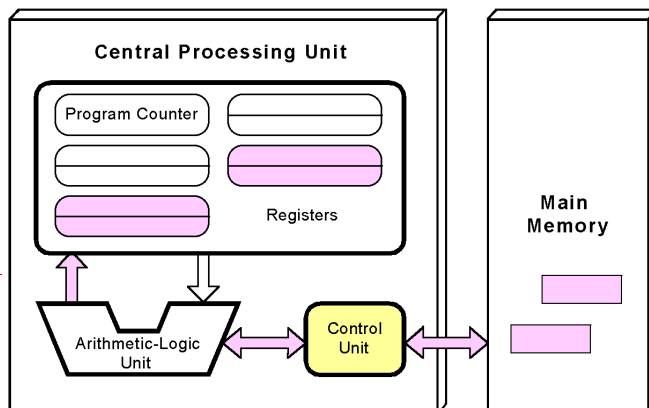 Central Processing Unit
Program Counter
Registers
Main
Memory
Arithmetic-Logic
Unit
Control
Unit